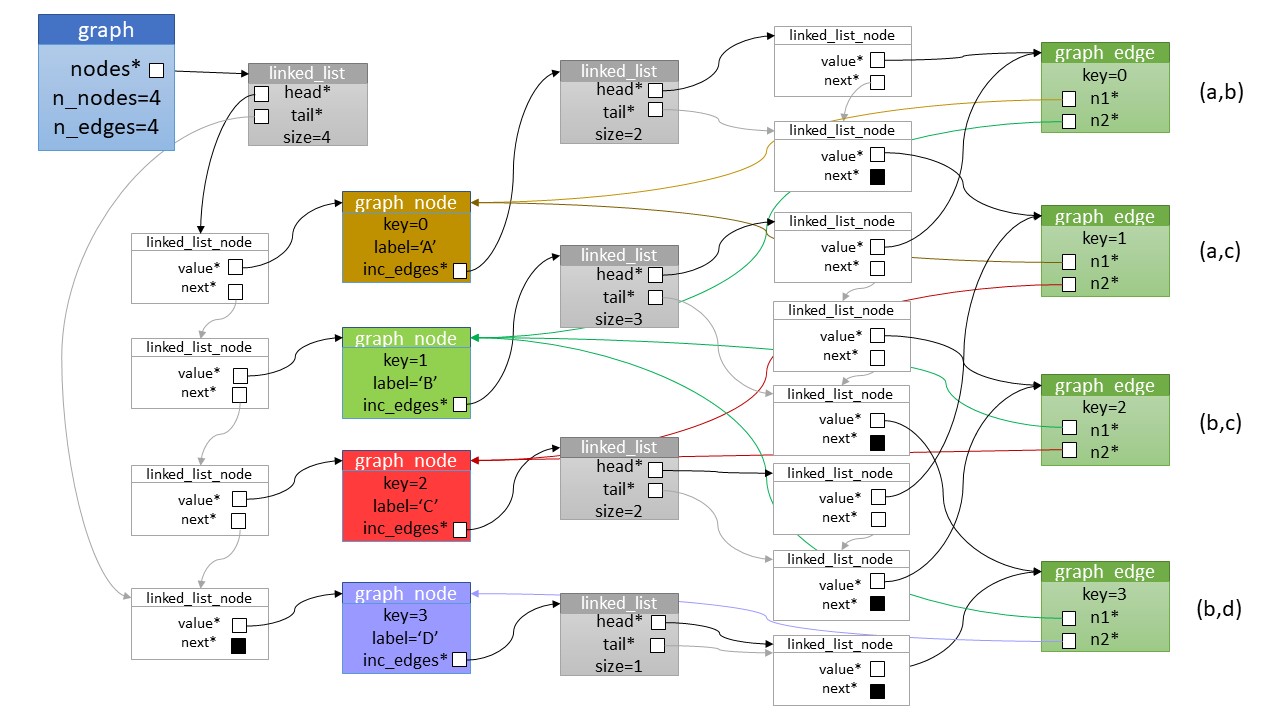 graph
nodes*
n_nodes=4
n_edges=4
linked_list
head*
tail*
size=4
linked_list_node
value*
next*
linked_list_node
value*
next*
linked_list_node
value*
next*
linked_list_node
value*
next*
graph_node
key=0
label=‘A’
inc_edges*
graph_node
key=1
label=‘B’
inc_edges*
graph_node
key=2
label=‘C’
inc_edges*
graph_node
key=3
label=‘D’
inc_edges*
linked_list
head*
tail*
size=2
linked_list
head*
tail*
size=3
linked_list
head*
tail*
size=2
linked_list
head*
tail*
size=1
linked_list_node
value*
next*
linked_list_node
value*
next*
linked_list_node
value*
next*
linked_list_node
value*
next*
linked_list_node
value*
next*
linked_list_node
value*
next*
linked_list_node
value*
next*
linked_list_node
value*
next*
graph_edge
key=0
n1*
n2*
(a,b)
graph_edge
key=1
n1*
n2*
(a,c)
graph_edge
key=2
n1*
n2*
(b,c)
graph_edge
key=3
n1*
n2*
(b,d)